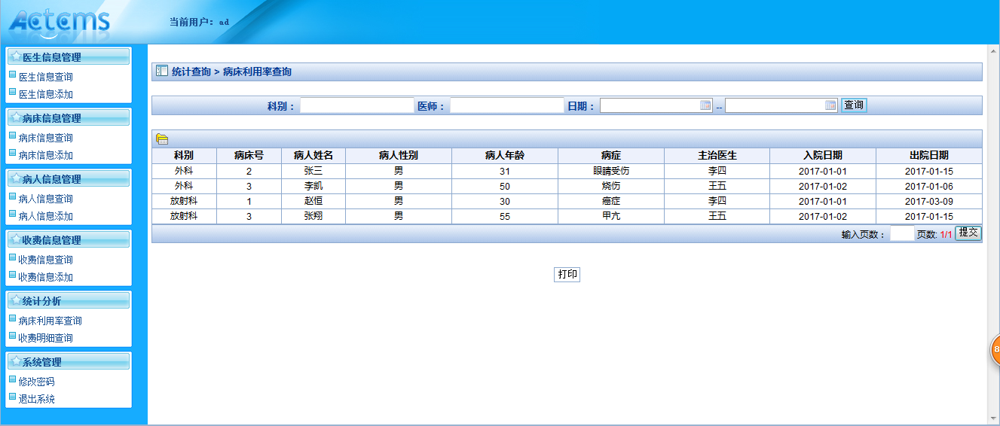 Aetcms
当前用户：ad
医生信息管理
医生信息查询
医生信息添加
病床信息管理
病床信息查询
病床信息添加
病人信息管理
病人信息查询
病人信息添加
收费信息管理
收费信息查询
收费信息添加
统计分析
病床利用率查询
收费明细查询
系统管理
修改密码
退出系统
统计查询 > 病床利用率查询
科别： 医师： 日期： -- 查询
科别 病床号 病人姓名 病人性别 病人年龄 病症 主治医生 入院日期 出院日期
外科 2 张三 男 31 眼睛受伤 李四 2017-01-01 2017-01-15
外科 3 李凯 男 50 烧伤 王五 2017-01-02 2017-01-06
放射科 1 赵恒 男 30 癌症 李四 2017-01-01 2017-03-09
放射科 3 张翔 男 55 甲亢 王五 2017-01-02 2017-01-15
输入页数： 页数: 1/1 提交
打印
8